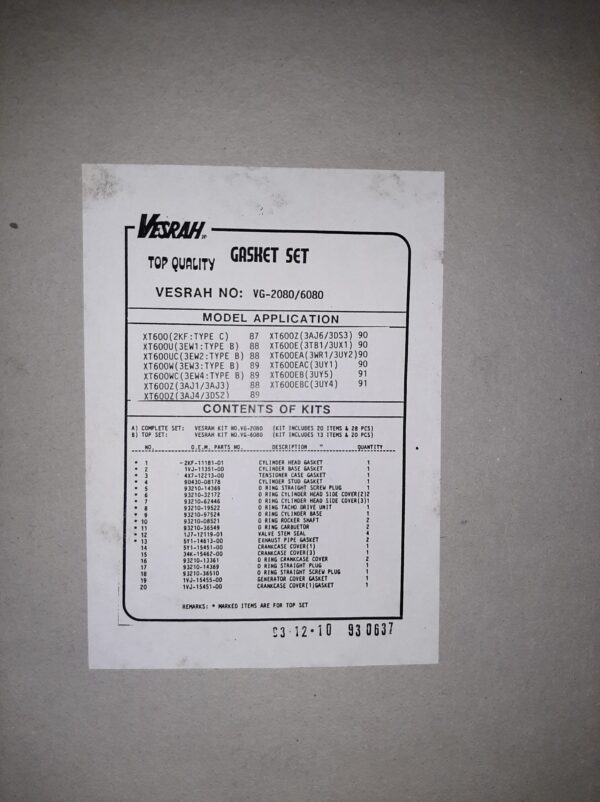 VESRAH
TOP QUALITY GASKET SET
VESRAH NO: VG-2080/6080
MODEL APPLICATION
XT600(2KF:TYPE C) 87 XT600Z(3AJ6/3DS3) 90
XT600U(3EW1:TYPE B) 88 XT600E(3TB1/3UX1) 90
XT600UC(3EW2:TYPE B) 88 XT600EA(3WR1/3UY2)90
XT600W(3EW3:TYPE B) 89 XT600EAC(3UY1) 90
XT600WC(3EW4:TYPE B) 89 XT600EB(3UY5) 91
XT600Z(3AJ1/3AJ3) 88 XT600EBC(3UY4) 91
XT600Z(3AJ4/3DS2) 89
CONTENTS OF KITS
A) COMPLETE SET: VESRAH KIT NO.VG-2080 (KIT INCLUDES 20 ITEMS & 28 PCS)
B) TOP SET: VESRAH KIT NO.VG-6080 (KIT INCLUDES 13 ITEMS & 20 PCS)
NO. O.E.M. PARTS NO. DESCRIPTION QUANTITY
* 1 2KF-11181-01 CYLINDER HEAD GASKET 1
* 2 1VJ-11351-00 CYLINDER BASE GASKET 1
* 3 4X7-12213-00 TENSIONER CASE GASKET 1
* 4 90430-08178 CYLINDER STUD GASKET 1
* 5 93210-14369 O RING STRAIGHT SCREW PLUG 1
* 6 93210-32172 O RING CYLINDER HEAD SIDE COVER(2)2
* 7 93210-62446 O RING CYLINDER HEAD SIDE COVER(3)1
* 8 93210-19522 O RING TACHO DRIVE UNIT 1
* 9 93210-97524 O RING CYLINDER BASE 1
* 10 93210-08521 O RING ROCKER SHAFT 2
* 11 93210-36549 O RING CARBUETOR 2
* 12 1J7-12119-01 VALVE STEM SEAL 4
* 13 5Y1-14613-00 EXHAUST PIPE GASKET 2
14 5Y1-15451-00 CRANKCASE COVER(1) 1
15 34K-15462-00 CRANKCASE COVER(3) 1
16 93210-13361 O RING CRANKCASE COVER 2
17 93210-14369 O RING STRAIGHT PLUG 1
18 93210-36510 O RING STRAIGHT SCREW PLUG 1
19 1VJ-15455-00 GENERATOR COVER GASKET 1
20 1VJ-15451-00 CRANKCASE COVER(1)GASKET 1
REMARKS: * MARKED ITEMS ARE FOR TOP SET
93·12·10 930637